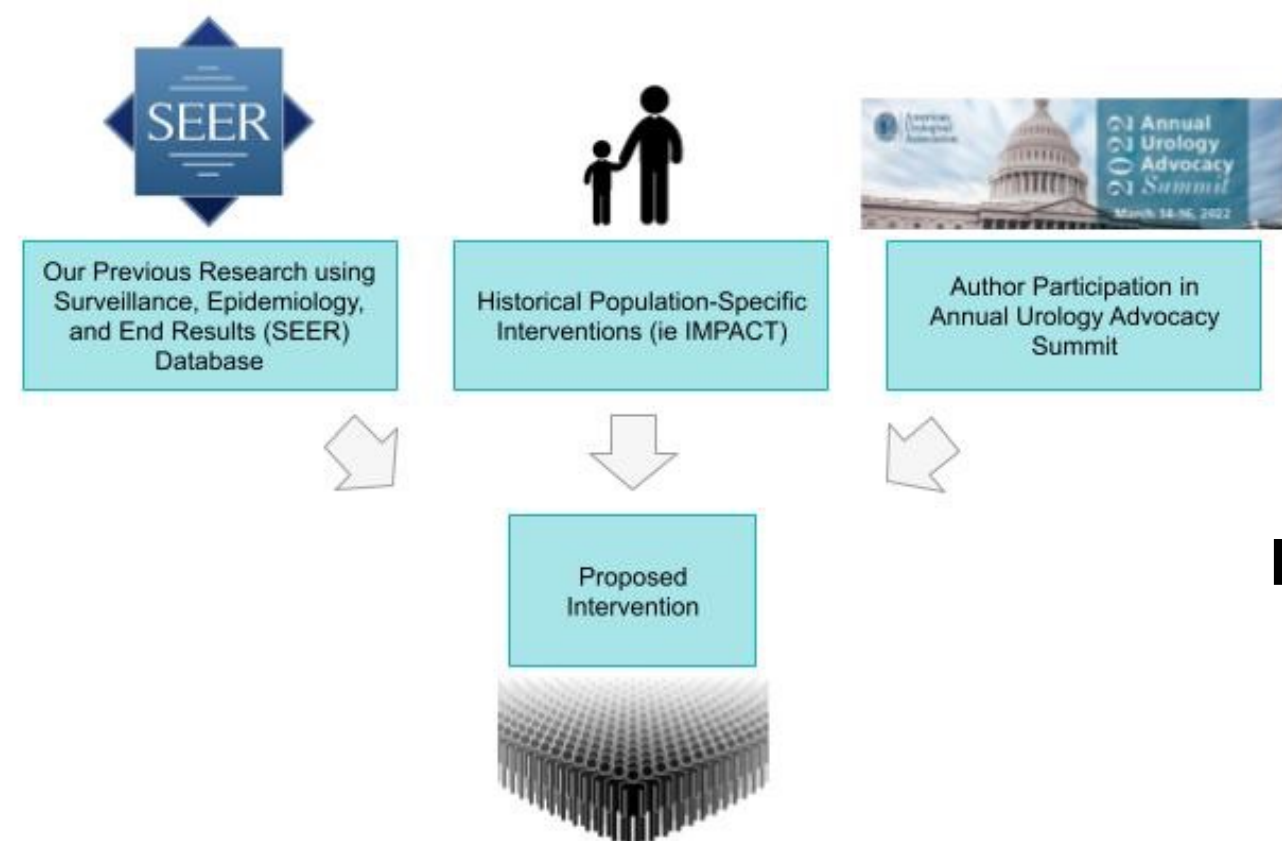 SEER
American
Urological
Association
2022
Annual
Urology
Advocacy
Summit
March 14-16, 2022
Our Previous Research using
Surveillance, Epidemiology,
and End Results (SEER)
Database
Historical Population-Specific
Interventions (ie IMPACT)
Author Participation in
Annual Urology Advocacy
Summit
Proposed
Intervention